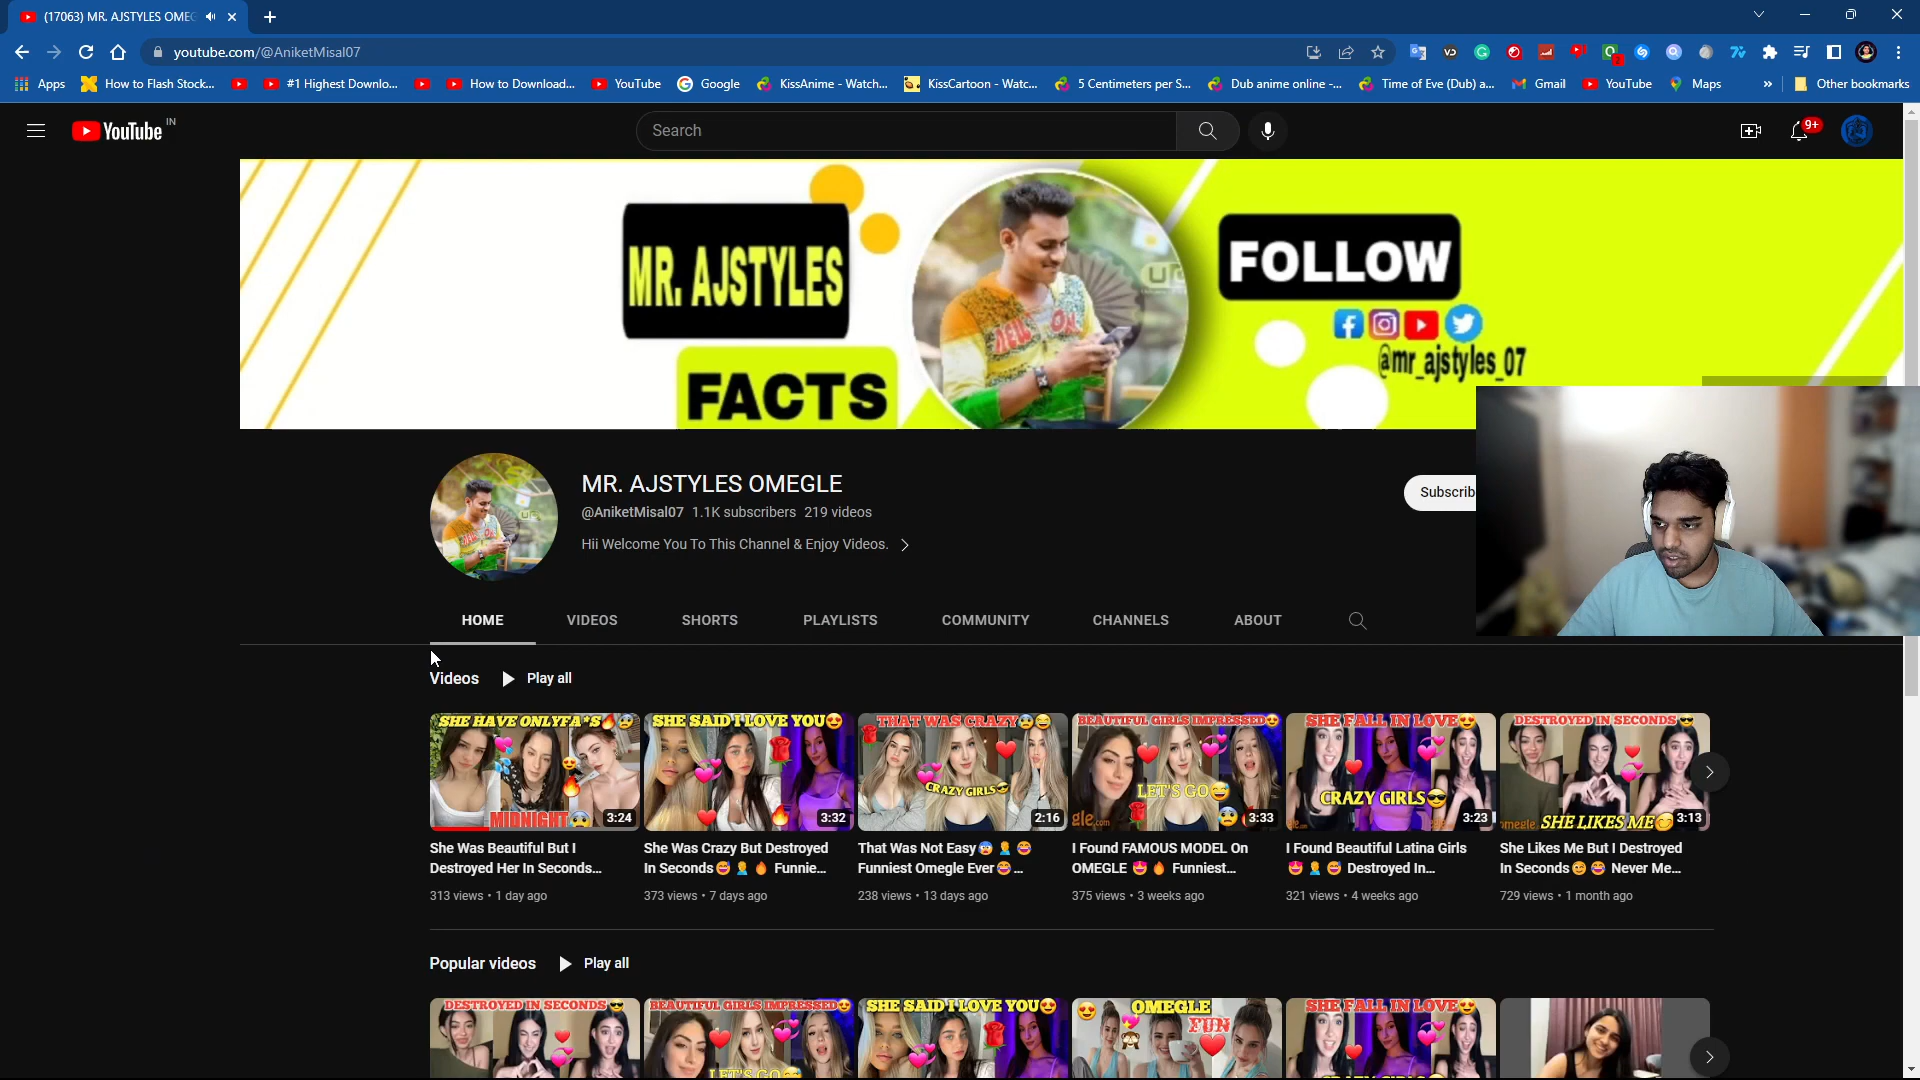 (17063) MR. AJSTYLES OMEG
youtube.com/@AniketMisal07
Apps
How to Flash Stock...
#1 Highest Downlo...
How to Download...
YouTube
Google
KissAnime - Watch...
KissCartoon - Watc...
5 Centimeters per S...
Dub anime online -...
Time of Eve (Dub) a...
Gmail
YouTube
Maps
»
Other bookmarks
YouTube IN
Search
9+
MR. AJSTYLES
FACTS
FOLLOW
@mr_ajstyles_07
MR. AJSTYLES OMEGLE
@AniketMisal07 1.1K subscribers 219 videos
Hii Welcome You To This Channel & Enjoy Videos.
Subscrib
HOME
VIDEOS
SHORTS
PLAYLISTS
COMMUNITY
CHANNELS
ABOUT
Videos
Play all
SHE HAVE ONLYFA*S🔥😰
MIDNIGHT😰
3:24
She Was Beautiful But I
Destroyed Her In Seconds...
313 views • 1 day ago
SHE SAID I LOVE YOU😍
3:32
She Was Crazy But Destroyed
In Seconds😅🤦‍♂️🔥 Funnie...
373 views • 7 days ago
THAT WAS CRAZY😰😂
CRAZY GIRLS😎
2:16
That Was Not Easy😨🤦‍♂️😂
Funniest Omegle Ever😂...
238 views • 13 days ago
BEAUTIFUL GIRLS IMPRESSED😍
LET'S GO😅
gle.com
3:33
I Found FAMOUS MODEL On
OMEGLE 😍🔥 Funniest...
375 views • 3 weeks ago
SHE FALL IN LOVE😍
CRAZY GIRLS😎
3:23
I Found Beautiful Latina Girls
😍🤦‍♂️😅 Destroyed In...
321 views • 4 weeks ago
DESTROYED IN SECONDS😎
omegle
SHE LIKES ME😋
3:13
She Likes Me But I Destroyed
In Seconds😋😂 Never Me...
729 views • 1 month ago
Popular videos
Play all
DESTROYED IN SECONDS😎
BEAUTIFUL GIRLS IMPRESSED😍
LET'S GO😅
SHE SAID I LOVE YOU😍
OMEGLE
FUN
SHE FALL IN LOVE😍
CRAZY GIRLS😎